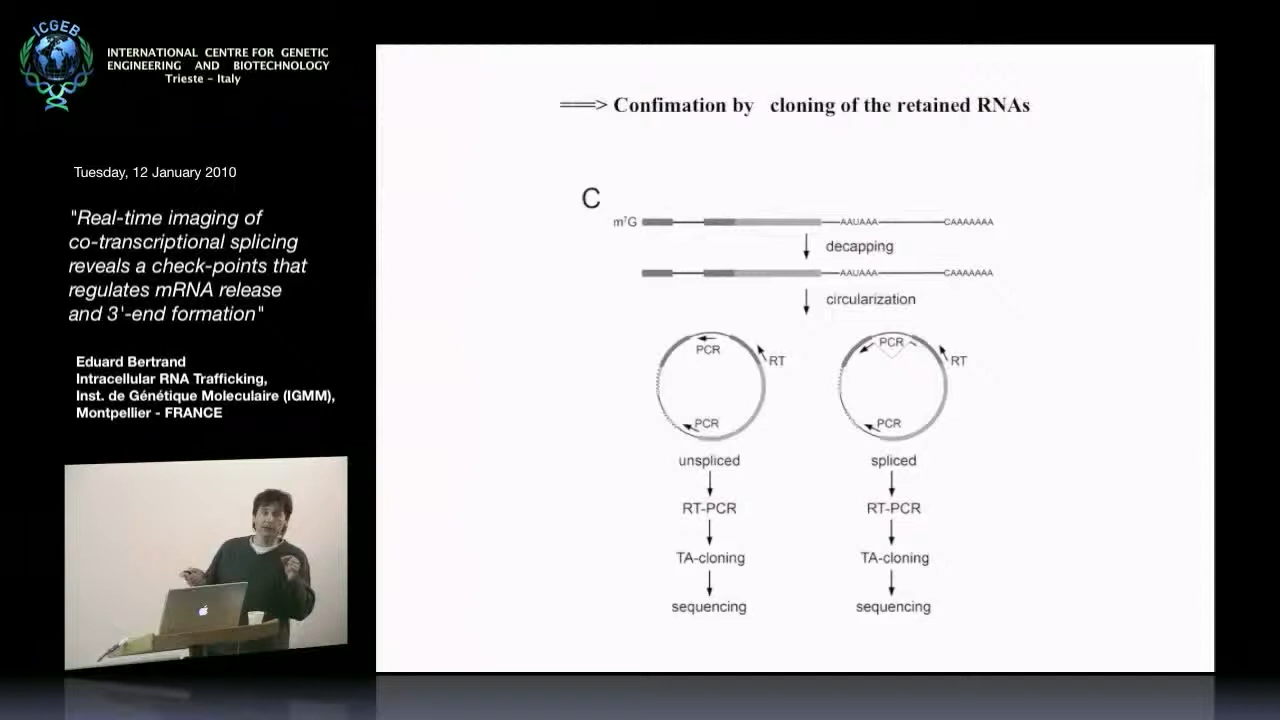 ICGEB
INTERNATIONAL CENTRE FOR GENETIC
ENGINEERING AND BIOTECHNOLOGY
Trieste - Italy
Tuesday, 12 January 2010
"Real-time imaging of
co-transcriptional splicing
reveals a check-points that
regulates mRNA release
and 3'-end formation"
Eduard Bertrand
Intracellular RNA Trafficking,
Inst. de Génétique Moleculaire (IGMM),
Montpellier - FRANCE
===> Confimation by cloning of the retained RNAs
C
m⁷G AAUAAA CAAAAAAA
decapping
AAUAAA CAAAAAAA
circularization
PCR RT PCR RT
PCR PCR
unspliced spliced
RT-PCR RT-PCR
TA-cloning TA-cloning
sequencing sequencing